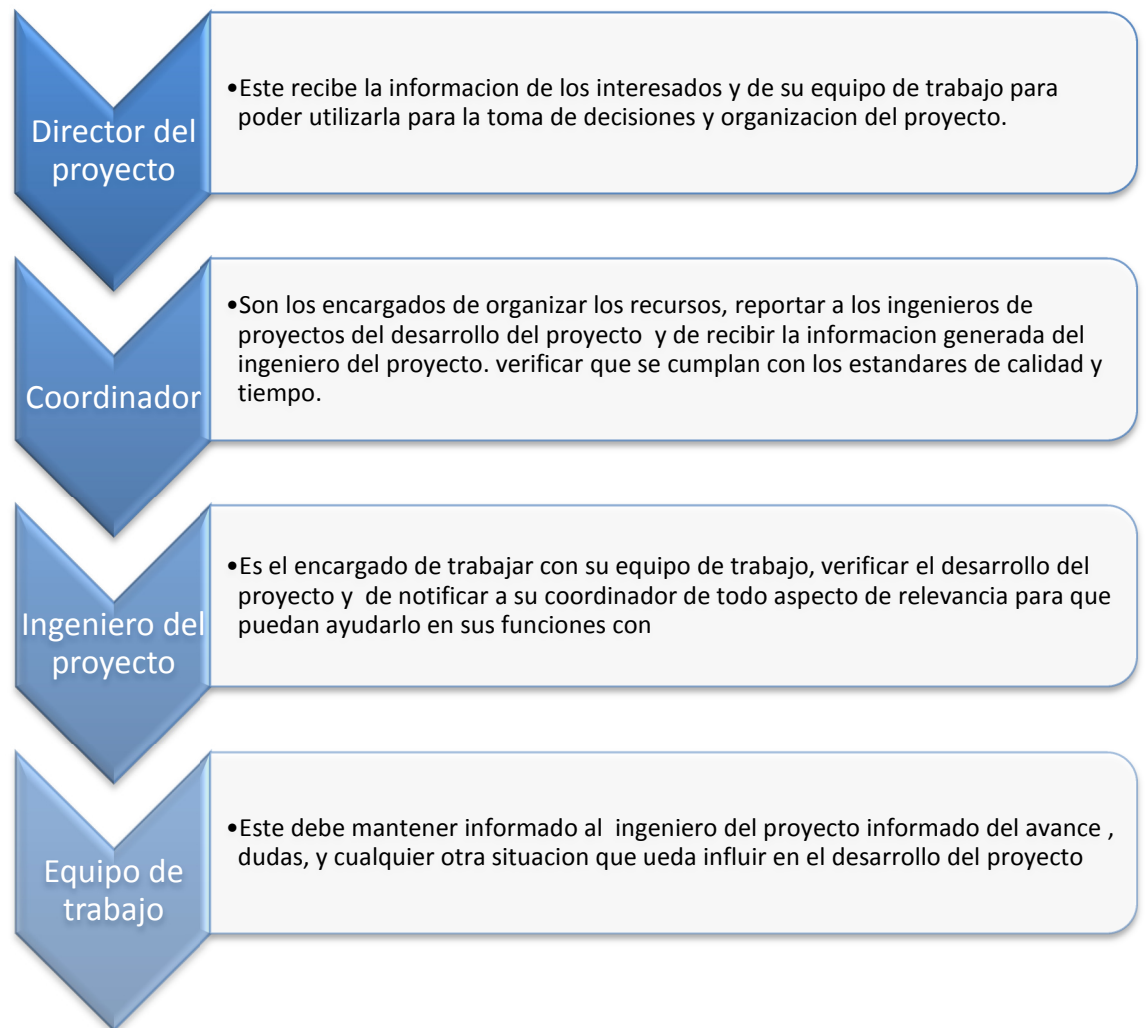 Director del
proyecto
•Este recibe la informacion de los interesados y de su equipo de trabajo para
poder utilizarla para la toma de decisiones y organizacion del proyecto.
Coordinador
•Son los encargados de organizar los recursos, reportar a los ingenieros de
proyectos del desarrollo del proyecto  y de recibir la informacion generada del
ingeniero del proyecto. verificar que se cumplan con los estandares de calidad y
tiempo.
Ingeniero del
proyecto
•Es el encargado de trabajar con su equipo de trabajo, verificar el desarrollo del
proyecto y  de notificar a su coordinador de todo aspecto de relevancia para que
puedan ayudarlo en sus funciones con
Equipo de
trabajo
•Este debe mantener informado al  ingeniero del proyecto informado del avance ,
dudas, y cualquier otra situacion que ueda influir en el desarrollo del proyecto